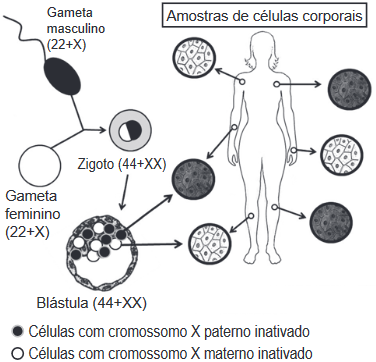 Gameta
masculino
(22+X)
Amostras de células corporais
Zigoto (44+XX)
Gameta
feminino
(22+X)
Blástula (44+XX)
Células com cromossomo X paterno inativado
Células com cromossomo X materno inativado